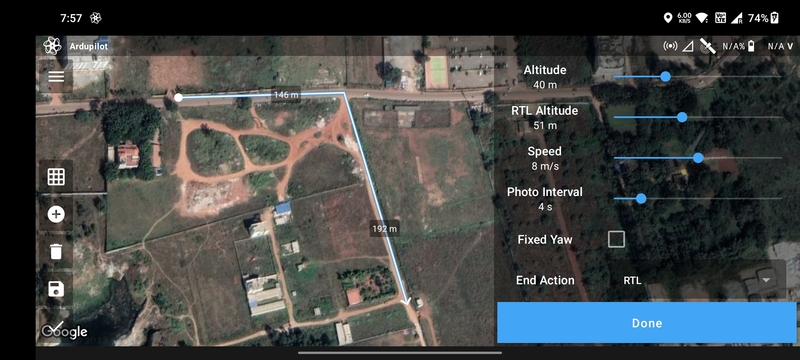 7:57
6.00
KB/S
74%
Ardupilot
N/A%
N/A V
146 m
192 m
Altitude
40 m
RTL Altitude
51 m
Speed
8 m/s
Photo Interval
4 s
Fixed Yaw
End Action
RTL
Done
Google